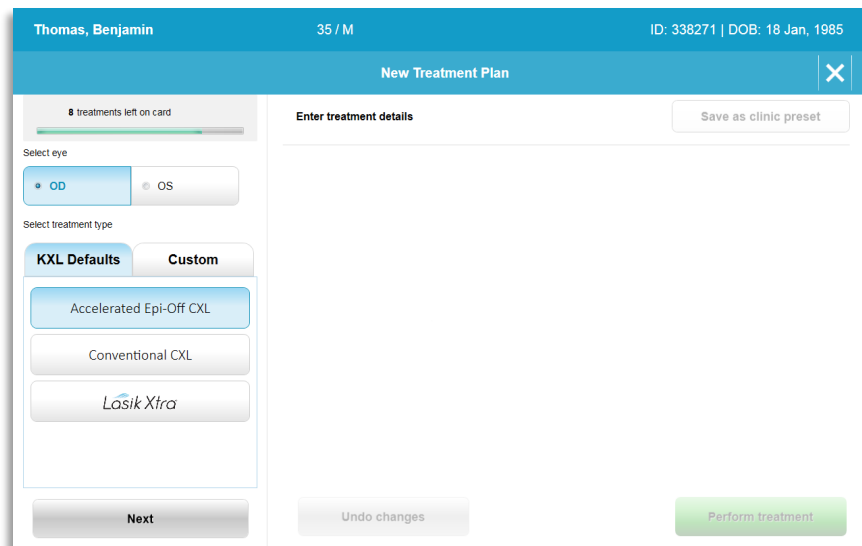 Thomas, Benjamin 35 / M ID: 338271 | DOB: 18 Jan, 1985
New Treatment Plan
8 treatments left on card
Enter treatment details
Save as clinic preset
Select eye
OD OS
Select treatment type
KXL Defaults Custom
Accelerated Epi-Off CXL
Conventional CXL
Lasik Xtra
Next
Undo changes
Perform treatment